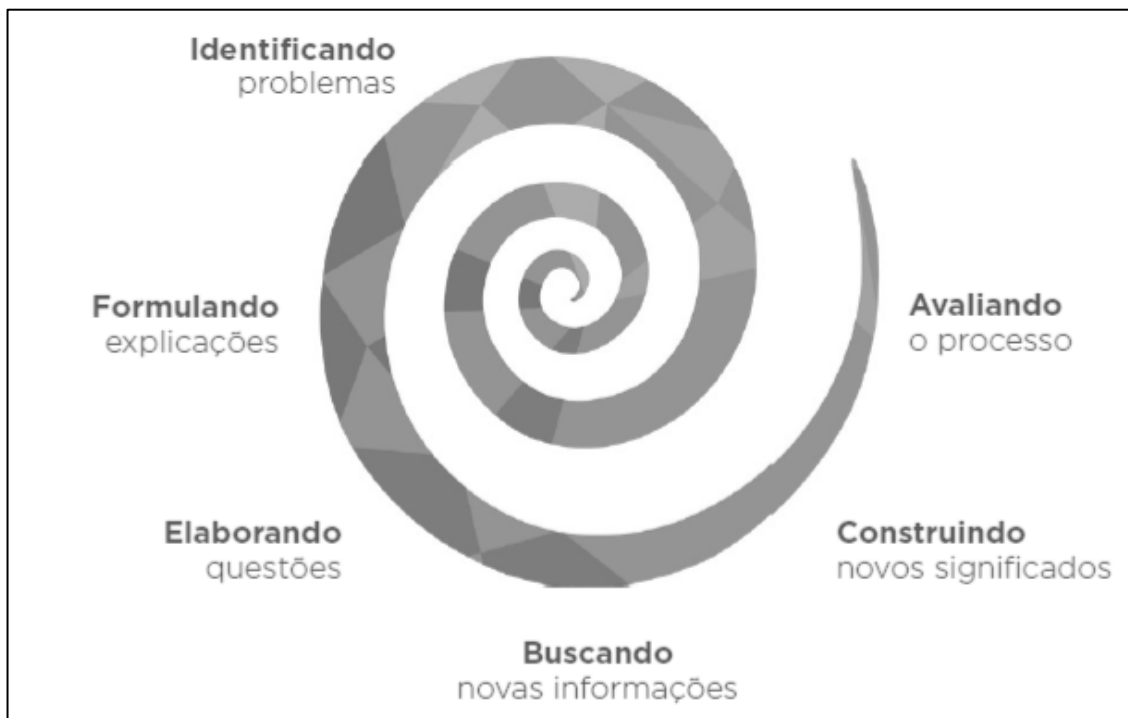 Identificando
problemas
Formulando
explicações
Elaborando
questões
Buscando
novas informações
Construindo
novos significados
Avaliando
o processo